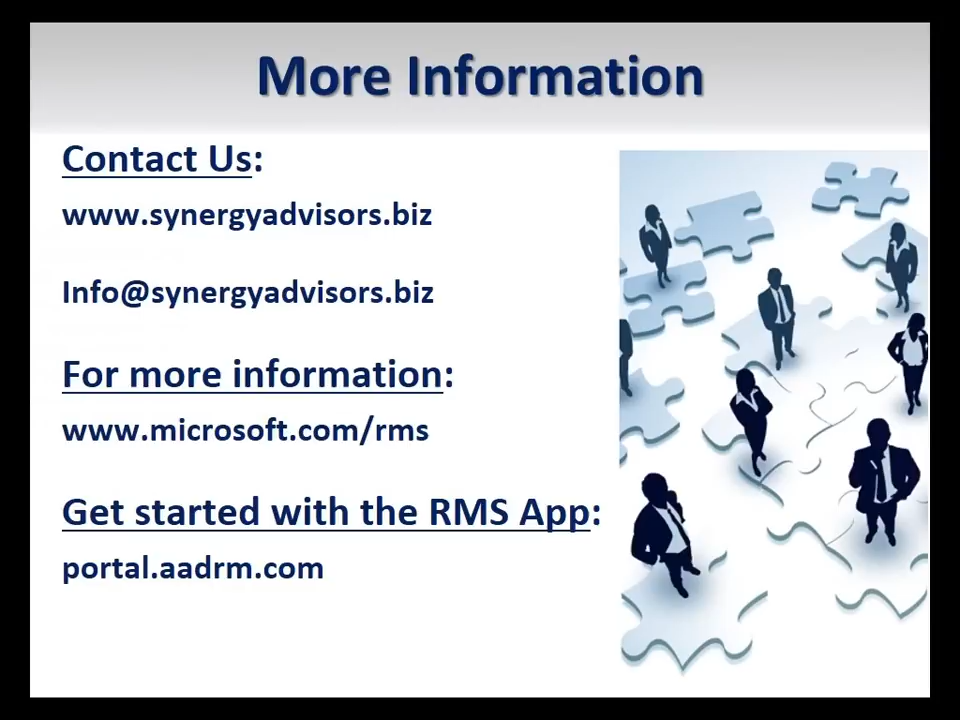 More Information
Contact Us:
www.synergyadvisors.biz
Info@synergyadvisors.biz
For more information:
www.microsoft.com/rms
Get started with the RMS App:
portal.aadrm.com